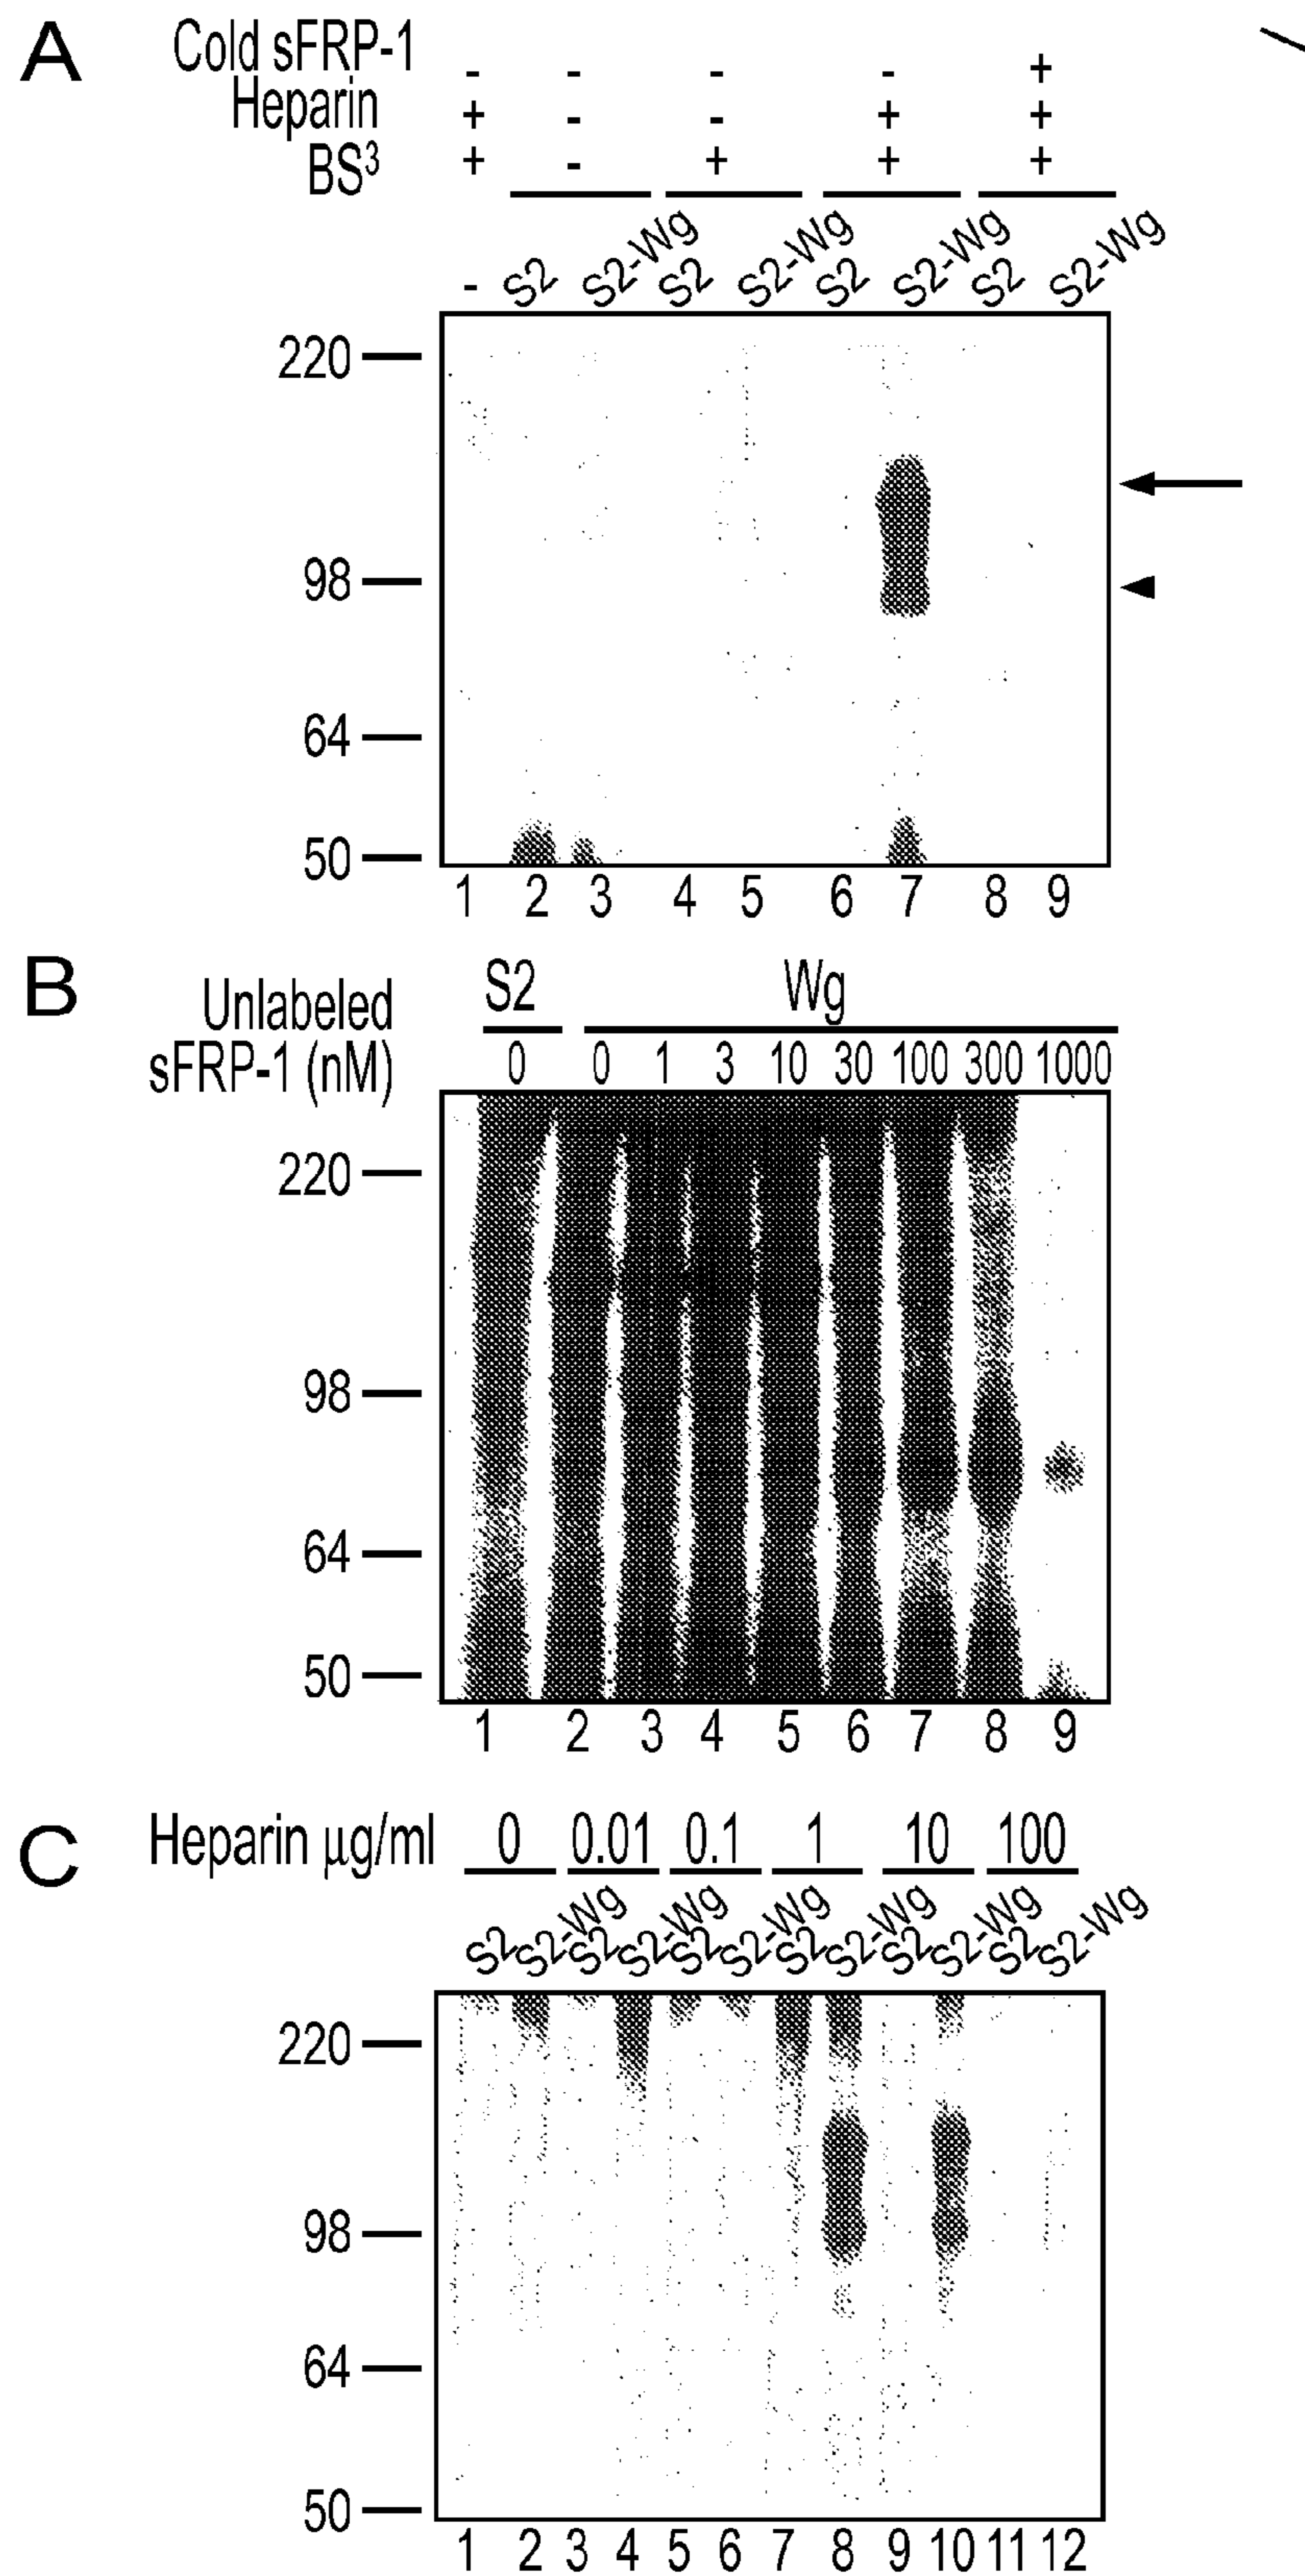 A
Cold sFRP-1 - - - - +
Heparin + - - + +
BS³ + - + + +
- S2 S2-Wg S2 S2-Wg S2 S2-Wg S2 S2-Wg
220
98
64
50
1 2 3 4 5 6 7 8 9
B
S2 Wg
Unlabeled
sFRP-1 (nM) 0 0 1 3 10 30 100 300 1000
220
98
64
50
1 2 3 4 5 6 7 8 9
C
Heparin µg/ml 0 0.01 0.1 1 10 100
S2 S2-Wg S2 S2-Wg S2 S2-Wg S2 S2-Wg S2 S2-Wg S2 S2-Wg
220
98
64
50
1 2 3 4 5 6 7 8 9 10 11 12